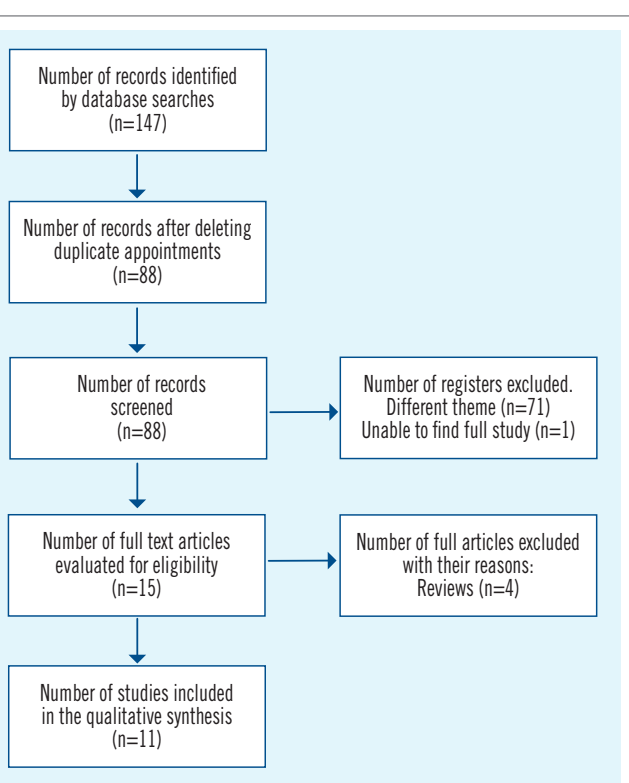 Number of records identified
by database searches
(n=147)
Number of records after deleting
duplicate appointments
(n=88)
Number of records
screened
(n=88)
Number of registers excluded.
Different theme (n=71)
Unable to find full study (n=1)
Number of full text articles
evaluated for eligibility
(n=15)
Number of full articles excluded
with their reasons:
Reviews (n=4)
Number of studies included
in the qualitative synthesis
(n=11)